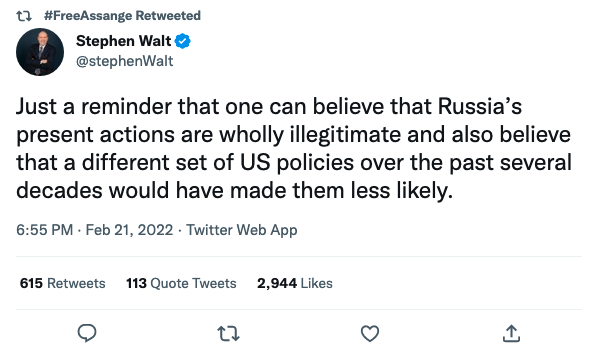 #FreeAssange Retweeted
Stephen Walt
@stephenWalt
Just a reminder that one can believe that Russia’s
present actions are wholly illegitimate and also believe
that a different set of US policies over the past several
decades would have made them less likely.
6:55 PM · Feb 21, 2022 · Twitter Web App
615 Retweets 113 Quote Tweets 2,944 Likes